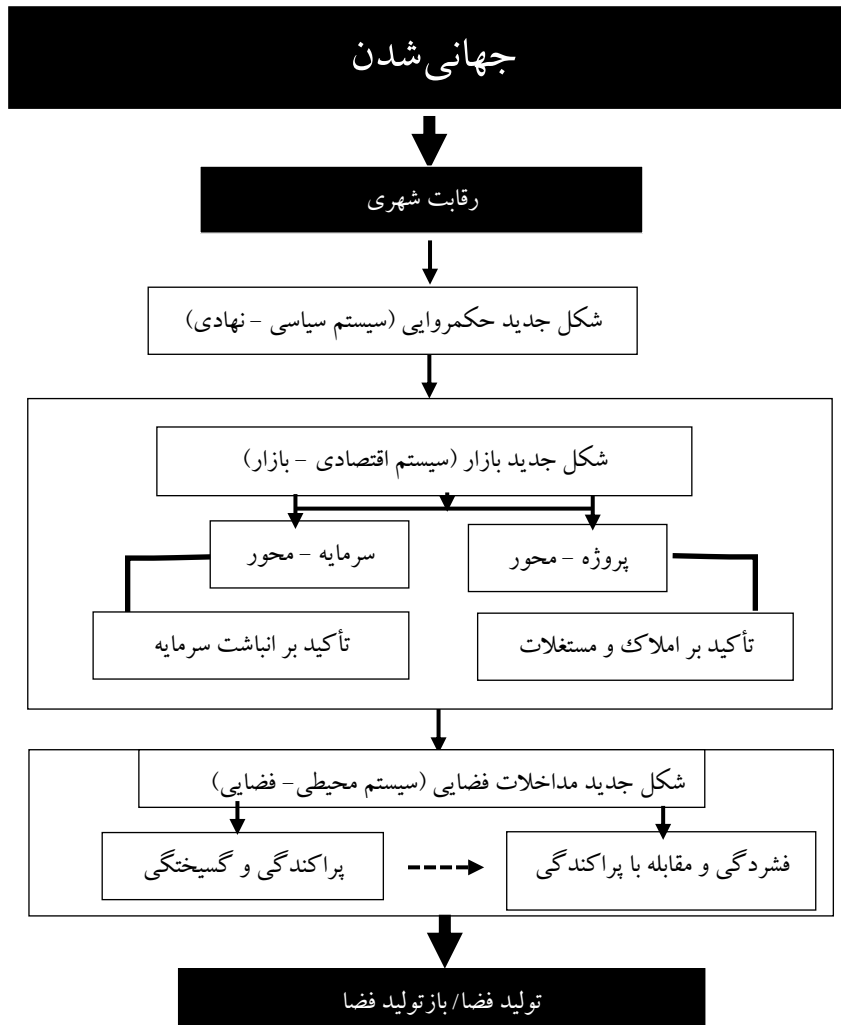 جهانی‌شدن
رقابت شهری
شکل جدید حکمروایی (سیستم سیاسی – نهادی)
شکل جدید بازار (سیستم اقتصادی – بازار)
پروژه – محور
سرمایه – محور
تأکید بر املاک و مستغلات
تأکید بر انباشت سرمایه
شکل جدید مداخلات فضایی (سیستم محیطی– فضایی)
فشردگی و مقابله با پراکندگی
پراکندگی و گسیختگی
تولید فضا/ بازتولید فضا